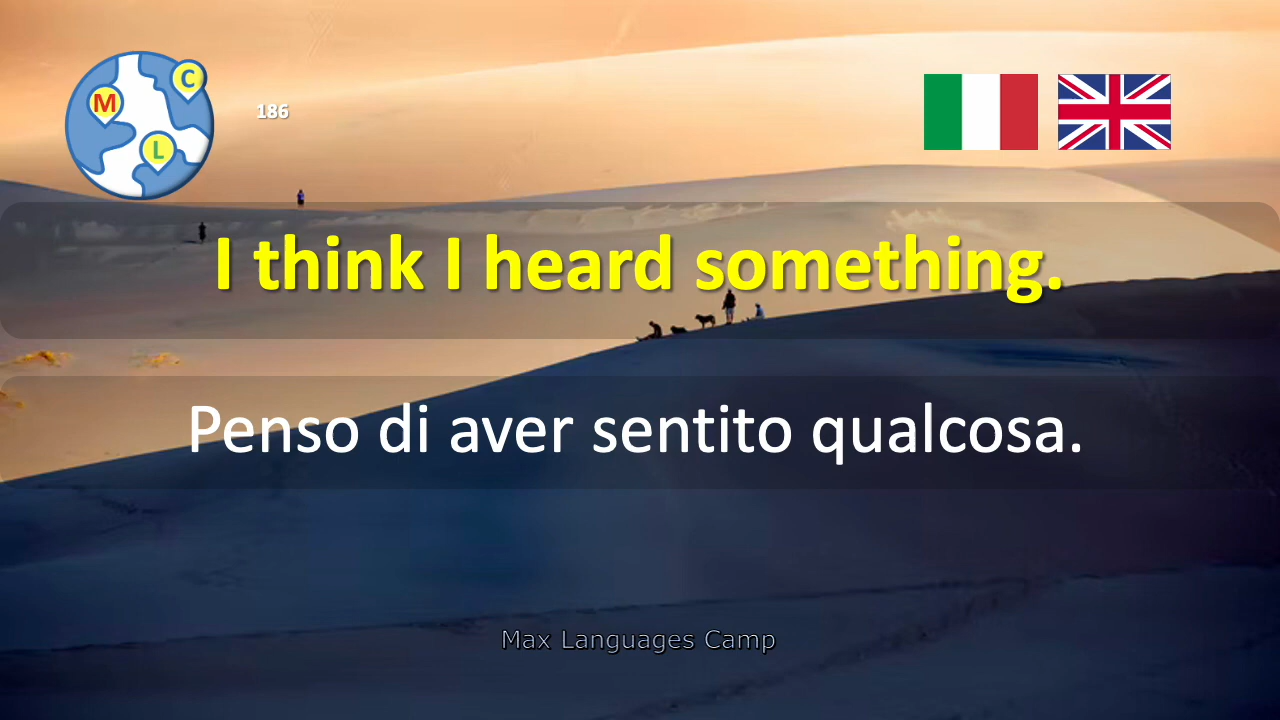 C
M
L
186
I think I heard something.
Penso di aver sentito qualcosa.
Max Languages Camp